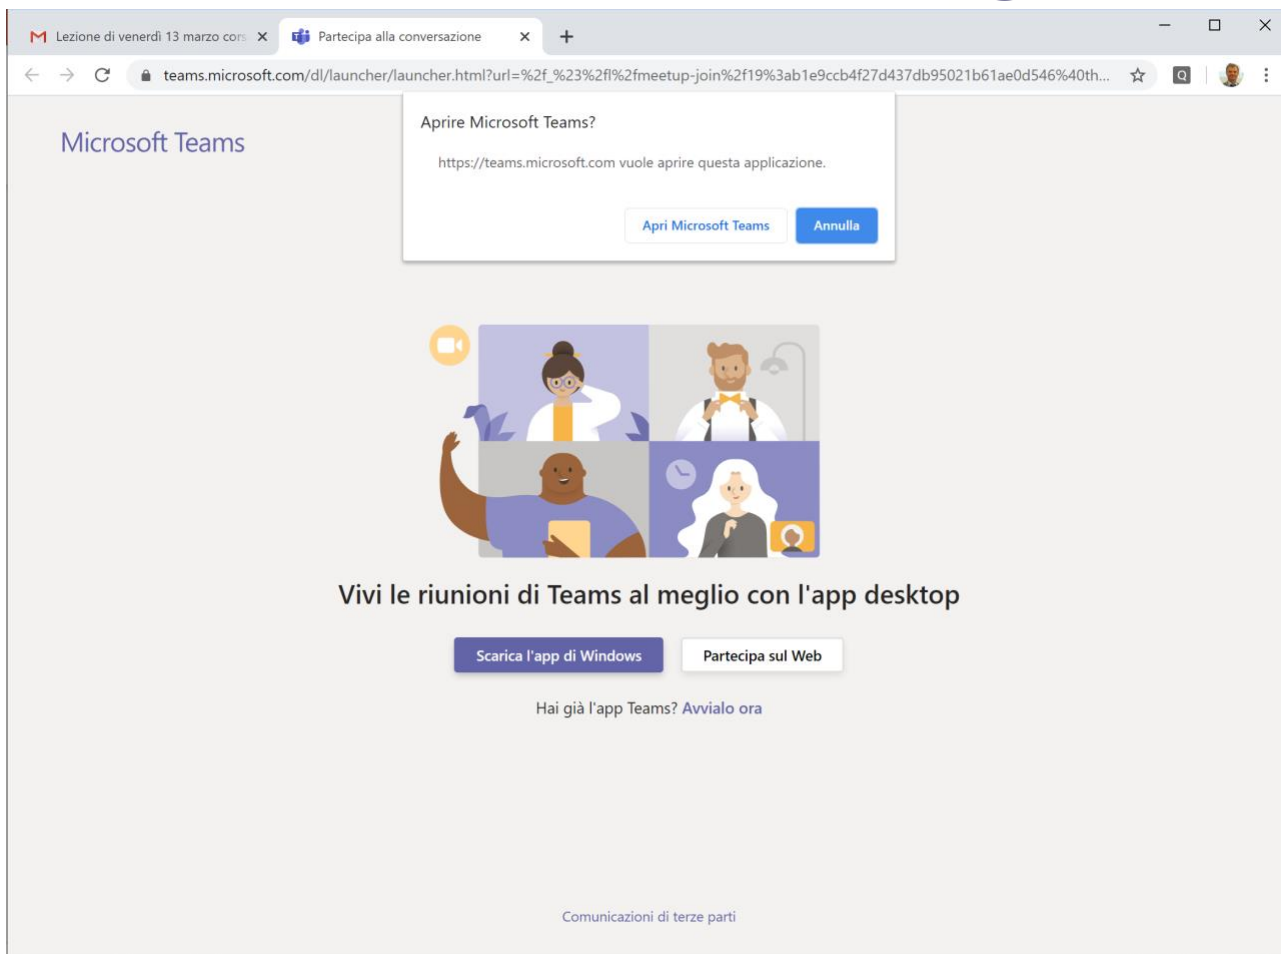 Lezione di venerdì 13 marzo cors
Partecipa alla conversazione
teams.microsoft.com/dl/launcher/launcher.html?url=%2f_%23%2fl%2fmeetup-join%2f19%3ab1e9ccb4f27d437db95021b61ae0d546%40th...
Q
Microsoft Teams
Aprire Microsoft Teams?
https://teams.microsoft.com vuole aprire questa applicazione.
Apri Microsoft Teams
Annulla
Vivi le riunioni di Teams al meglio con l'app desktop
Scarica l'app di Windows
Partecipa sul Web
Hai già l'app Teams? Avvialo ora
Comunicazioni di terze parti